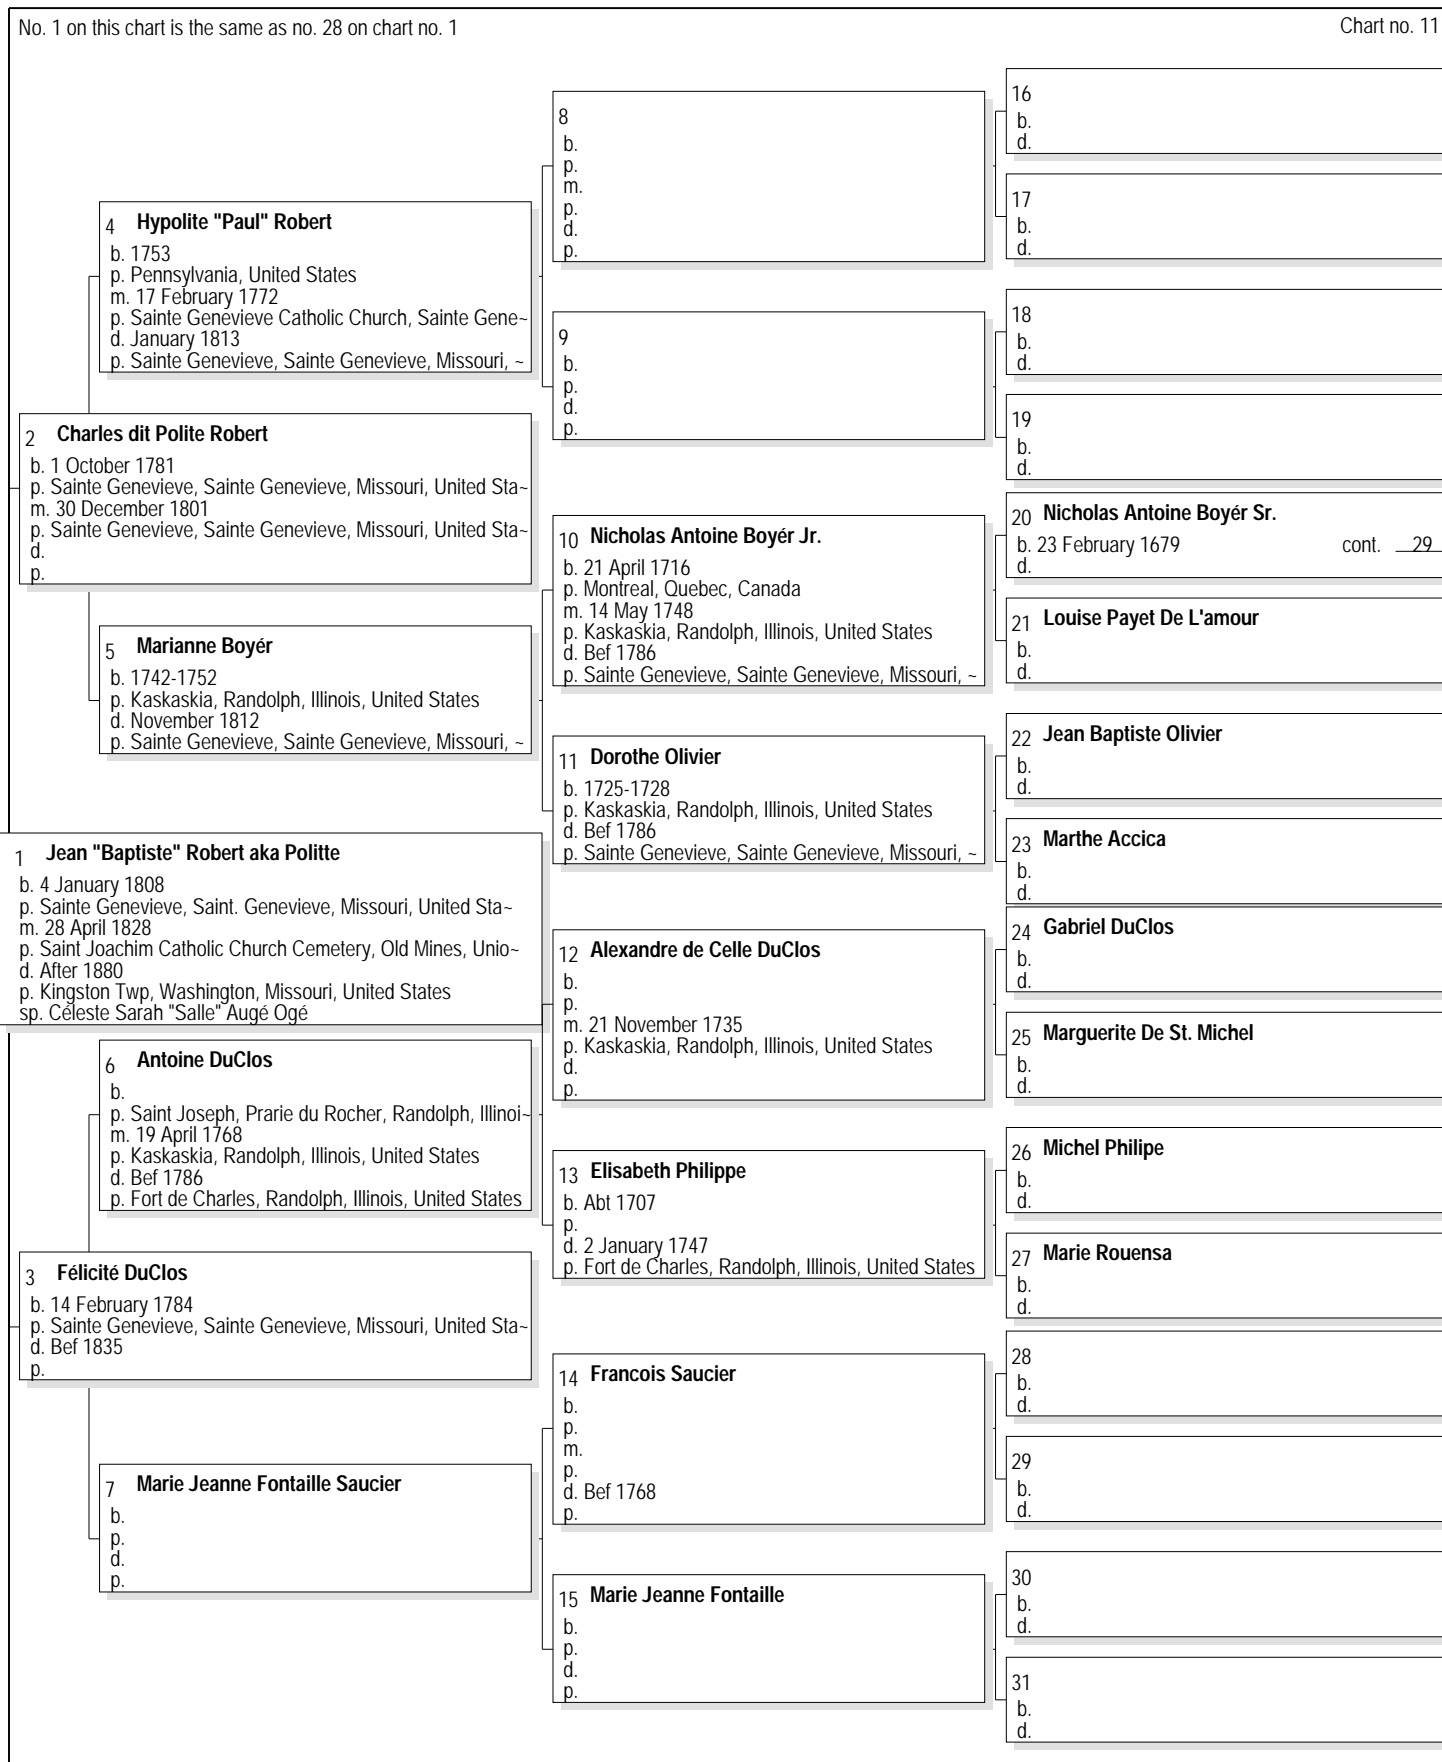 No. 1 on this chart is the same as no. 28 on chart no. 1
Chart no. 11
1 Jean "Baptiste" Robert aka Politte
b. 4 January 1808
p. Sainte Genevieve, Saint. Genevieve, Missouri, United Sta~
m. 28 April 1828
p. Saint Joachim Catholic Church Cemetery, Old Mines, Unio~
d. After 1880
p. Kingston Twp, Washington, Missouri, United States
sp. Céleste Sarah "Salle" Augé Ogé
2 Charles dit Polite Robert
b. 1 October 1781
p. Sainte Genevieve, Sainte Genevieve, Missouri, United Sta~
m. 30 December 1801
p. Sainte Genevieve, Sainte Genevieve, Missouri, United Sta~
d.
p.
3 Félicité DuClos
b. 14 February 1784
p. Sainte Genevieve, Sainte Genevieve, Missouri, United Sta~
d. Bef 1835
p.
4 Hypolite "Paul" Robert
b. 1753
p. Pennsylvania, United States
m. 17 February 1772
p. Sainte Genevieve Catholic Church, Sainte Gene~
d. January 1813
p. Sainte Genevieve, Sainte Genevieve, Missouri, ~
5 Marianne Boyér
b. 1742-1752
p. Kaskaskia, Randolph, Illinois, United States
d. November 1812
p. Sainte Genevieve, Sainte Genevieve, Missouri, ~
6 Antoine DuClos
b.
p. Saint Joseph, Prarie du Rocher, Randolph, Illinoi~
m. 19 April 1768
p. Kaskaskia, Randolph, Illinois, United States
d. Bef 1786
p. Fort de Charles, Randolph, Illinois, United States
7 Marie Jeanne Fontaille Saucier
b.
p.
d.
p.
8
b.
p.
m.
p.
d.
p.
9
b.
p.
d.
p.
10 Nicholas Antoine Boyér Jr.
b. 21 April 1716
p. Montreal, Quebec, Canada
m. 14 May 1748
p. Kaskaskia, Randolph, Illinois, United States
d. Bef 1786
p. Sainte Genevieve, Sainte Genevieve, Missouri, ~
11 Dorothe Olivier
b. 1725-1728
p. Kaskaskia, Randolph, Illinois, United States
d. Bef 1786
p. Sainte Genevieve, Sainte Genevieve, Missouri, ~
12 Alexandre de Celle DuClos
b.
p.
m. 21 November 1735
p. Kaskaskia, Randolph, Illinois, United States
d.
p.
13 Elisabeth Philippe
b. Abt 1707
p.
d. 2 January 1747
p. Fort de Charles, Randolph, Illinois, United States
14 Francois Saucier
b.
p.
m.
p.
d. Bef 1768
p.
15 Marie Jeanne Fontaille
b.
p.
d.
p.
16
b.
d.
17
b.
d.
18
b.
d.
19
b.
d.
20 Nicholas Antoine Boyér Sr.
b. 23 February 1679 cont. 29
d.
21 Louise Payet De L'amour
b.
d.
22 Jean Baptiste Olivier
b.
d.
23 Marthe Accica
b.
d.
24 Gabriel DuClos
b.
d.
25 Marguerite De St. Michel
b.
d.
26 Michel Philipe
b.
d.
27 Marie Rouensa
b.
d.
28
b.
d.
29
b.
d.
30
b.
d.
31
b.
d.